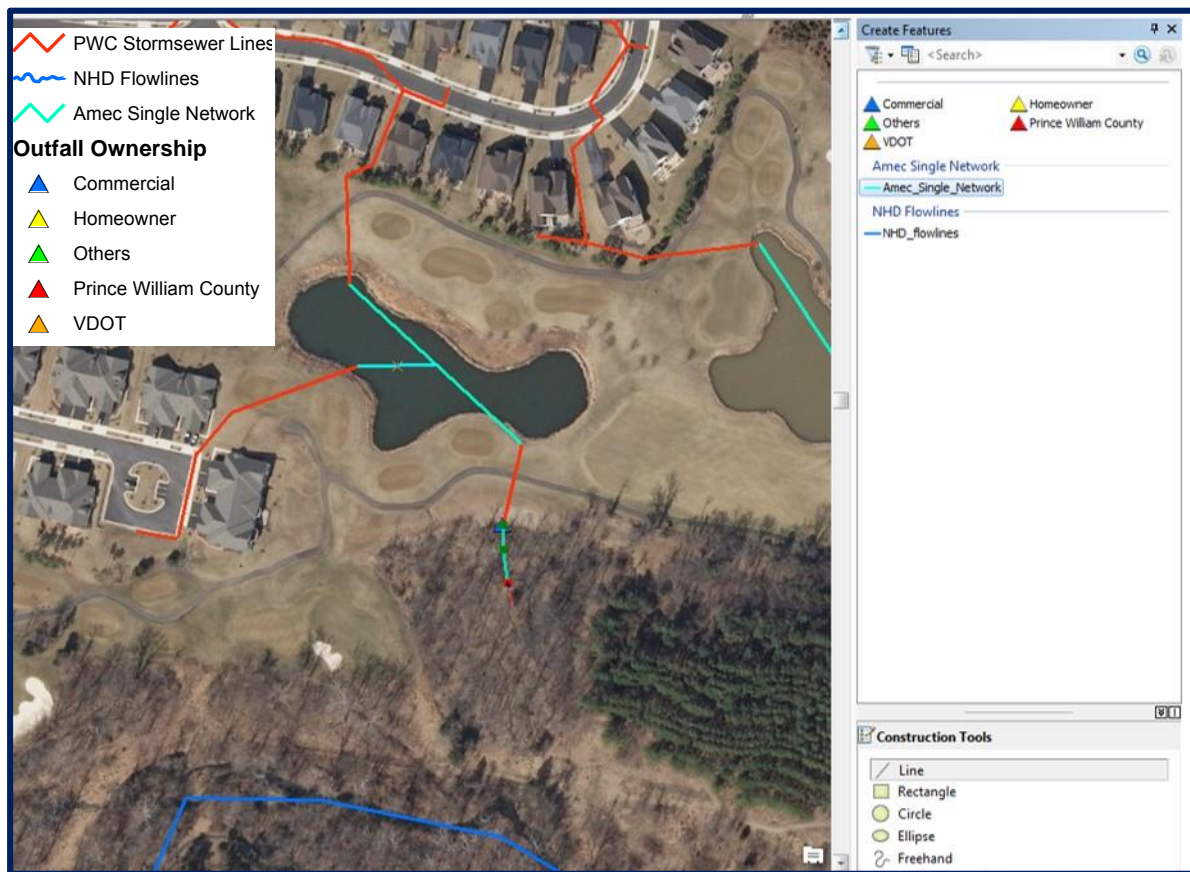 PWC Stormsewer Lines
NHD Flowlines
Amec Single Network
Outfall Ownership
Commercial
Homeowner
Others
Prince William County
VDOT
Create Features
<Search>
Commercial
Homeowner
Others
Prince William County
VDOT
Amec Single Network
Amec_Single_Network
NHD Flowlines
NHD_flowlines
Construction Tools
Line
Rectangle
Circle
Ellipse
Freehand